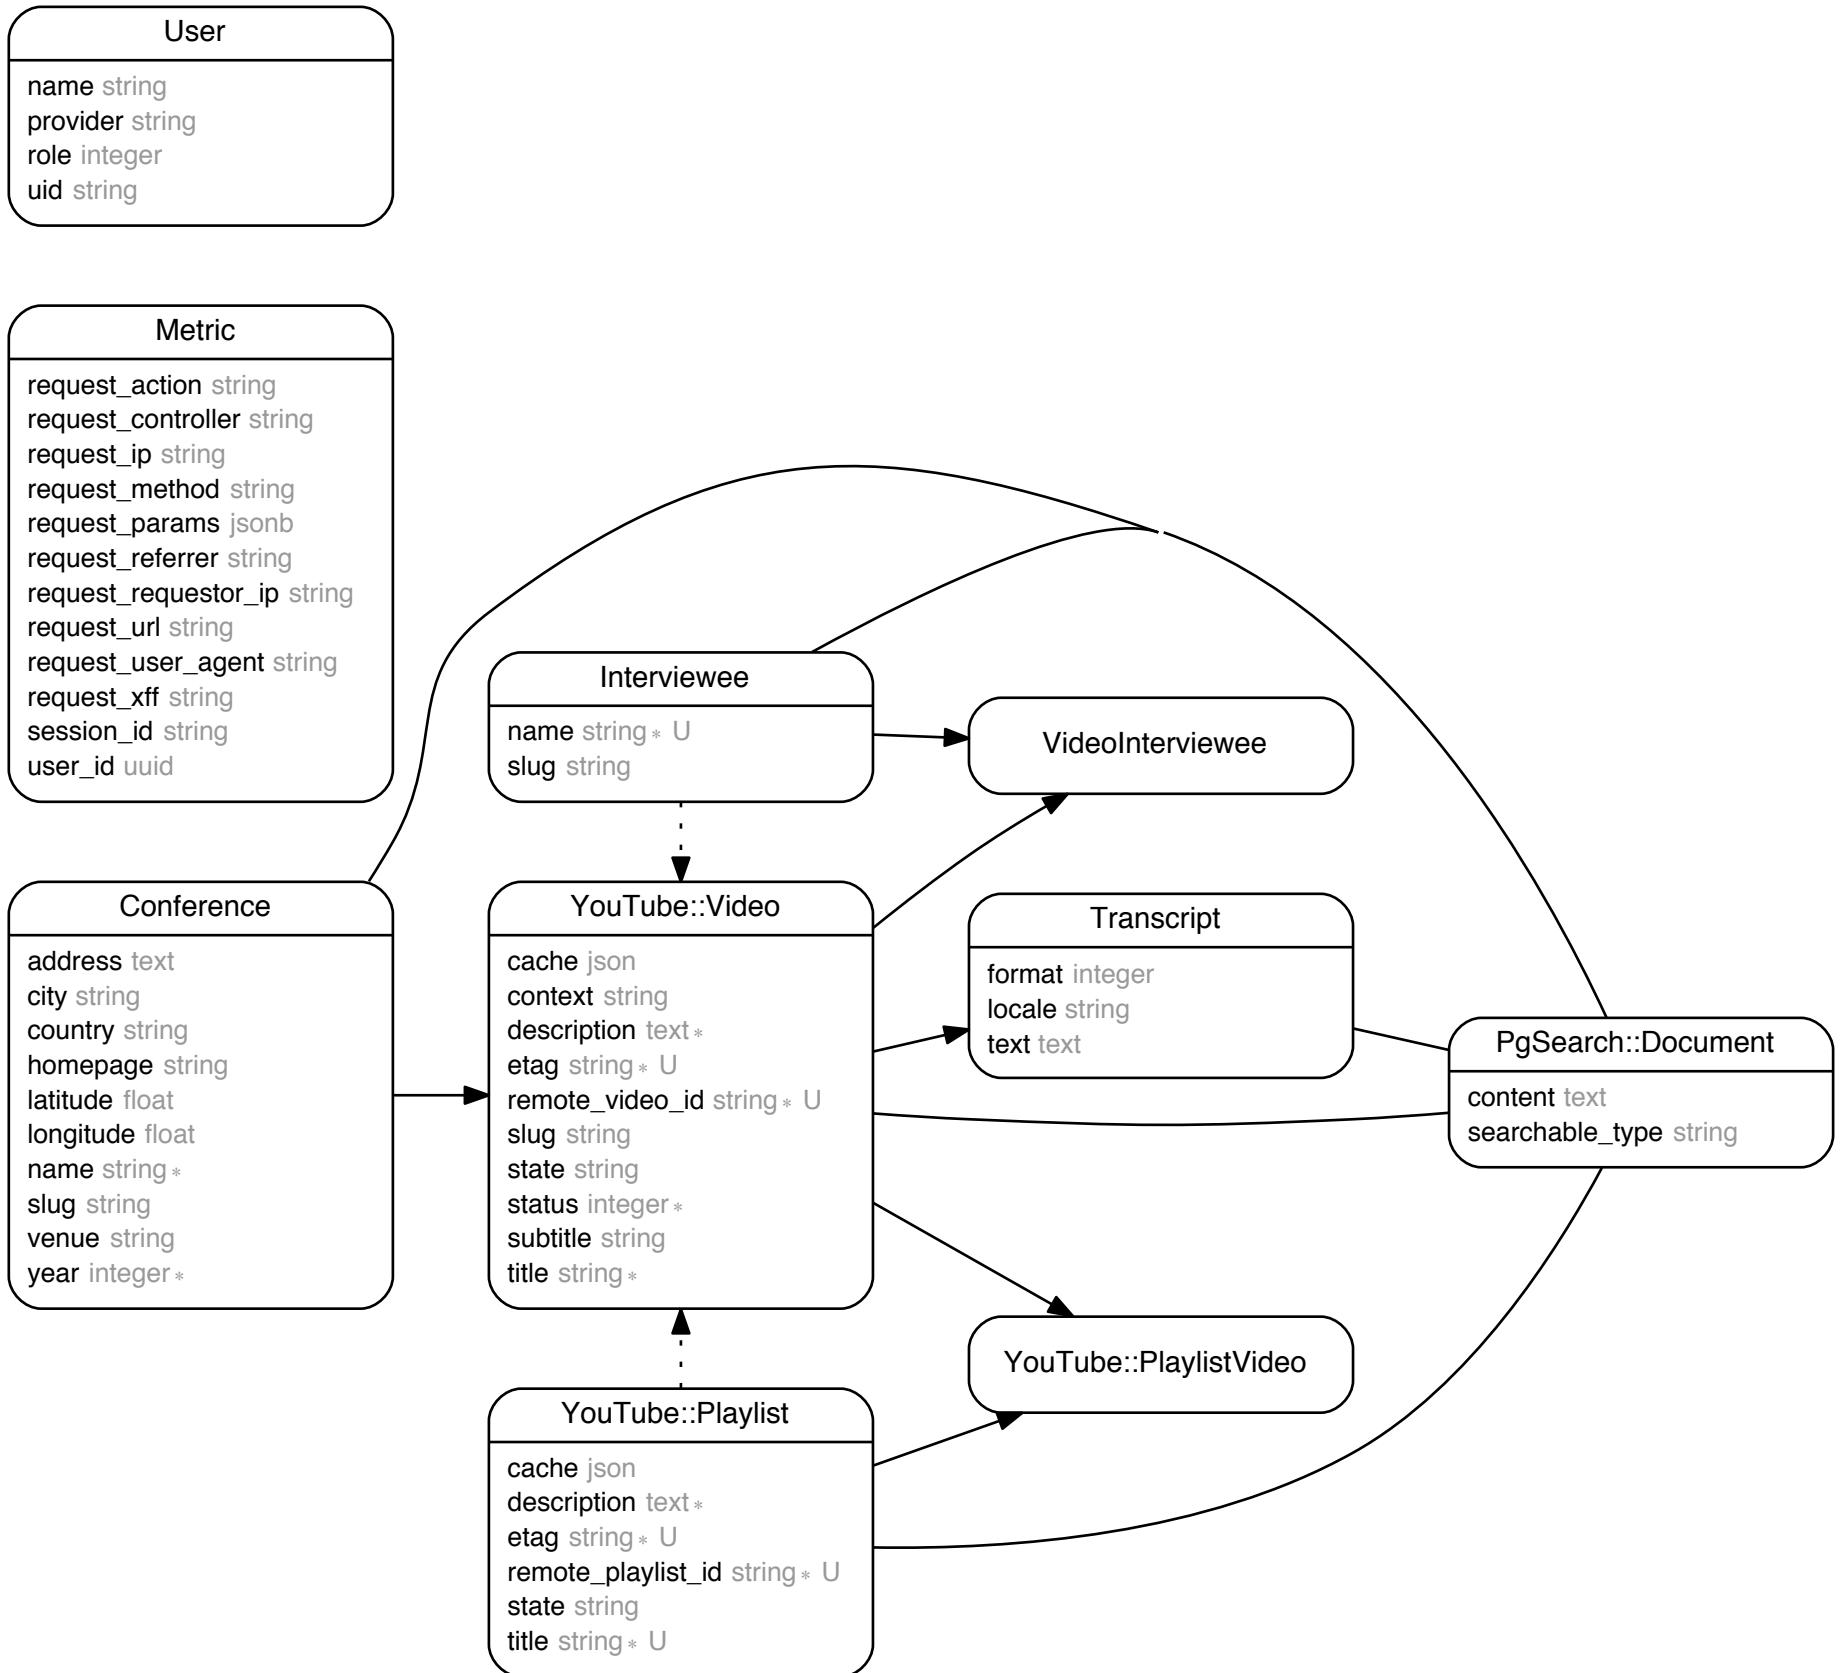 User
name string
provider string
role integer
uid string
Metric
request_action string
request_controller string
request_ip string
request_method string
request_params jsonb
request_referrer string
request_requestor_ip string
request_url string
request_user_agent string
request_xff string
session_id string
user_id uuid
Interviewee
name string * U
slug string
VideoInterviewee
Conference
address text
city string
country string
homepage string
latitude float
longitude float
name string *
slug string
venue string
year integer *
YouTube::Video
cache json
context string
description text *
etag string * U
remote_video_id string * U
slug string
state string
status integer *
subtitle string
title string *
Transcript
format integer
locale string
text text
PgSearch::Document
content text
searchable_type string
YouTube::PlaylistVideo
YouTube::Playlist
cache json
description text *
etag string * U
remote_playlist_id string * U
state string
title string * U